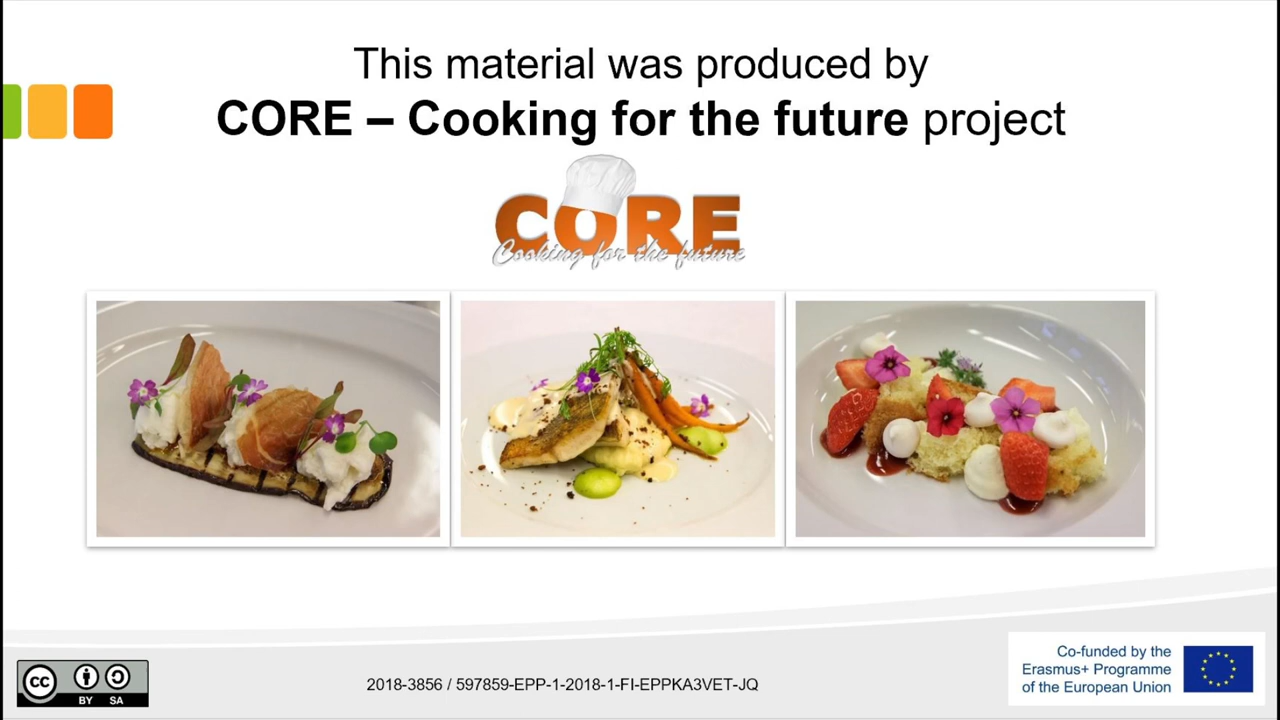 This material was produced by
CORE – Cooking for the future project
CORE
Cooking for the future
2018-3856 / 597859-EPP-1-2018-1-FI-EPPKA3VET-JQ
Co-funded by the
Erasmus+ Programme
of the European Union
cc
BY SA